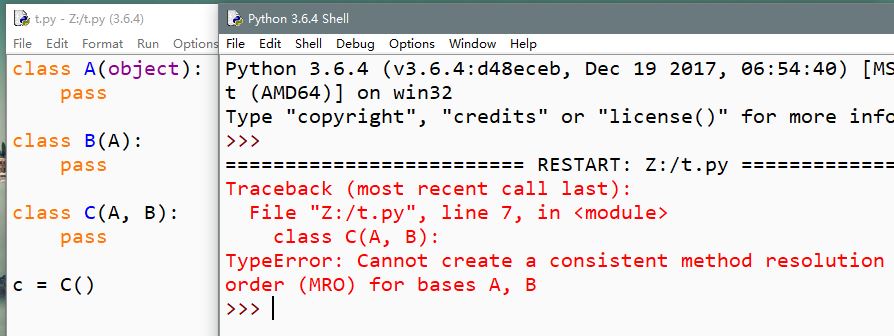 t.py - Z:/t.py (3.6.4)
File Edit Format Run Options
class A(object):
    pass
class B(A):
    pass
class C(A, B):
    pass
c = C()
Python 3.6.4 Shell
File Edit Shell Debug Options Window Help
Python 3.6.4 (v3.6.4:d48eceb, Dec 19 2017, 06:54:40) [MS
t (AMD64)] on win32
Type "copyright", "credits" or "license()" for more info
>>>
========================= RESTART: Z:/t.py =============
Traceback (most recent call last):
  File "Z:/t.py", line 7, in <module>
    class C(A, B):
TypeError: Cannot create a consistent method resolution
order (MRO) for bases A, B
>>>